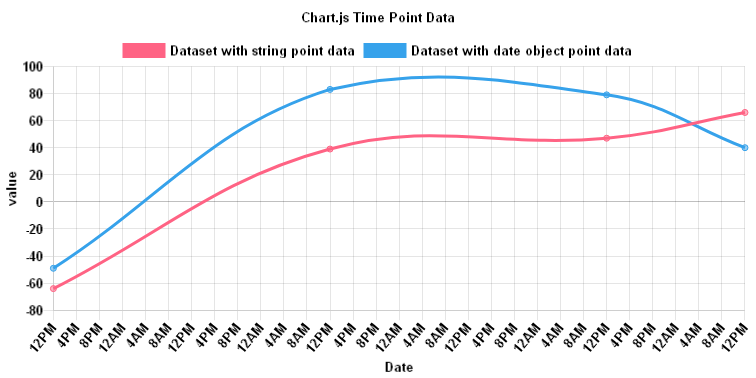 Chart.js Time Point Data
Dataset with string point data
Dataset with date object point data
100
80
60
40
20
0
-20
-40
-60
-80
value
12PM
4PM
8PM
12AM
4AM
8AM
12PM
4PM
8PM
12AM
4AM
8AM
12PM
4PM
8PM
12AM
4AM
8AM
12PM
4PM
8PM
12AM
4AM
8AM
12PM
4PM
8PM
12AM
4AM
8AM
12PM
Date